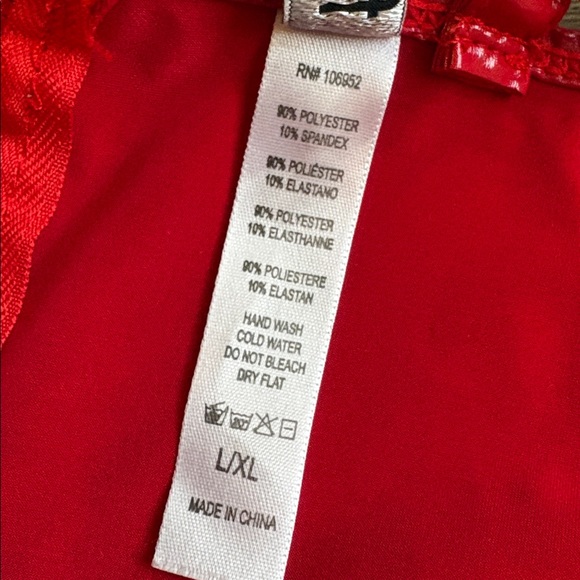 RN# 106952
90% POLYESTER
10% SPANDEX
90% POLIÉSTER
10% ELASTANO
90% POLYESTER
10% ELASTHANNE
90% POLIESTERE
10% ELASTAN
HAND WASH
COLD WATER
DO NOT BLEACH
DRY FLAT
L/XL
MADE IN CHINA